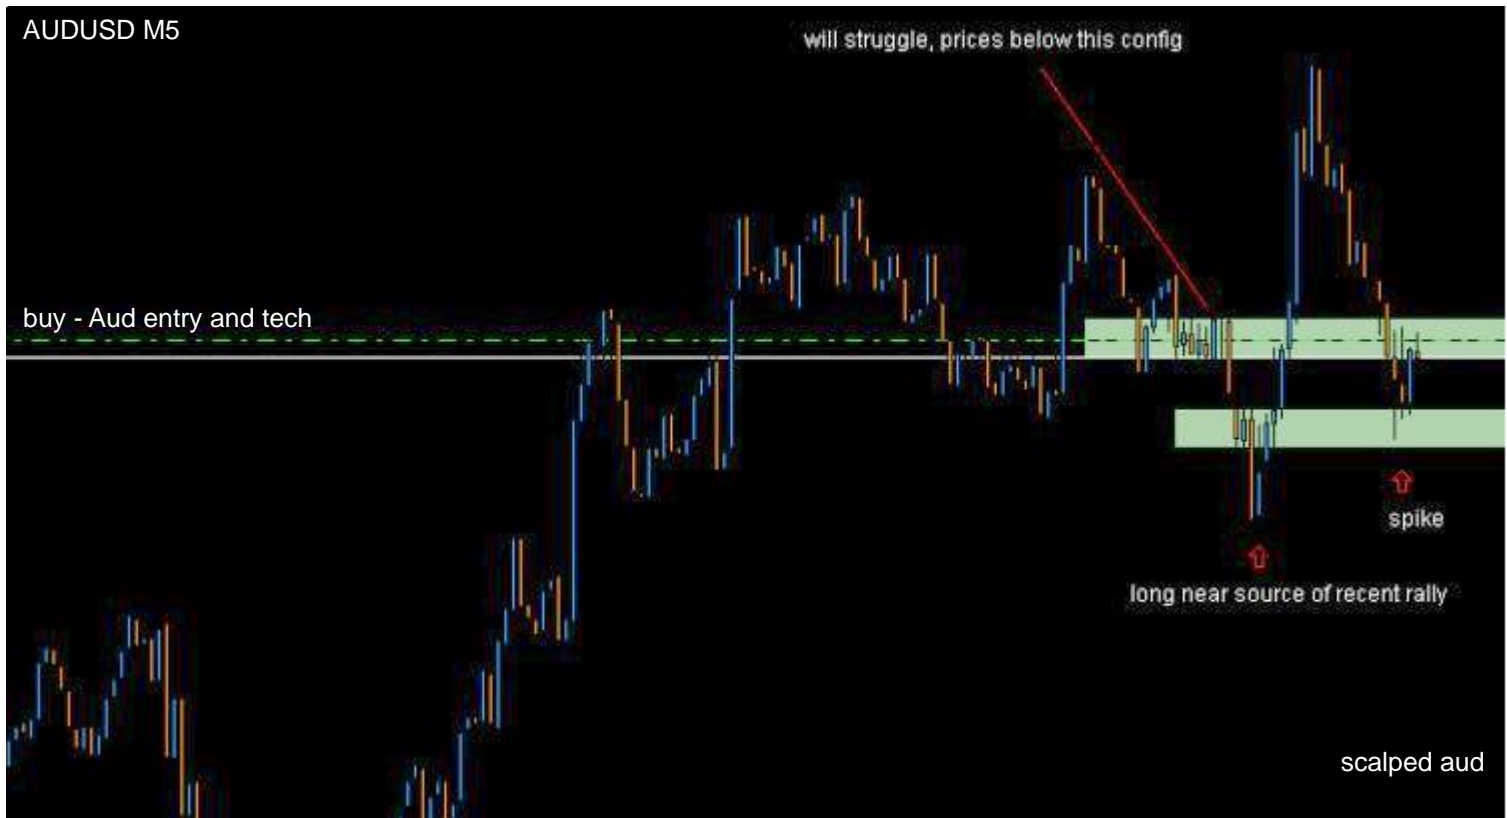 AUDUSD M5
will struggle, prices below this config
buy - Aud entry and tech
spike
long near source of recent rally
scalped aud